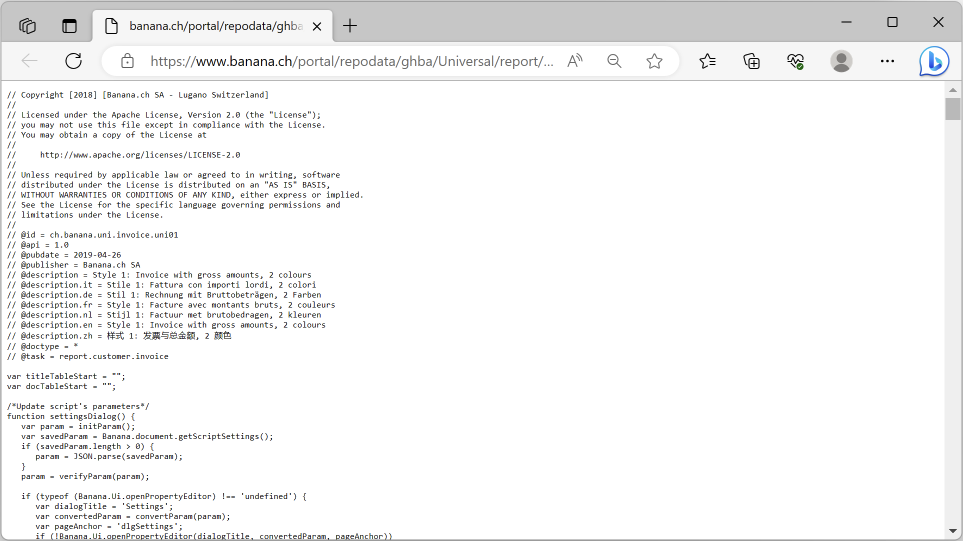 banana.ch/portal/repodata/ghba
https://www.banana.ch/portal/repodata/ghba/Universal/report/...
// Copyright [2018] [Banana.ch SA - Lugano Switzerland]
//
// Licensed under the Apache License, Version 2.0 (the "License");
// you may not use this file except in compliance with the License.
// You may obtain a copy of the License at
//
//     http://www.apache.org/licenses/LICENSE-2.0
//
// Unless required by applicable law or agreed to in writing, software
// distributed under the License is distributed on an "AS IS" BASIS,
// WITHOUT WARRANTIES OR CONDITIONS OF ANY KIND, either express or implied.
// See the License for the specific language governing permissions and
// limitations under the License.
//
// @id = ch.banana.uni.invoice.uni01
// @api = 1.0
// @pubdate = 2019-04-26
// @publisher = Banana.ch SA
// @description = Style 1: Invoice with gross amounts, 2 colours
// @description.it = Stile 1: Fattura con importi lordi, 2 colori
// @description.de = Stil 1: Rechnung mit Bruttobeträgen, 2 Farben
// @description.fr = Style 1: Facture avec montants bruts, 2 couleurs
// @description.nl = Stijl 1: Factuur met brutobedragen, 2 kleuren
// @description.en = Style 1: Invoice with gross amounts, 2 colours
// @description.zh = 样式 1: 发票与总金额, 2 颜色
// @doctype = *
// @task = report.customer.invoice
var titleTableStart = "";
var docTableStart = "";
/*Update script's parameters*/
function settingsDialog() {
   var param = initParam();
   var savedParam = Banana.document.getScriptSettings();
   if (savedParam.length > 0) {
      param = JSON.parse(savedParam);
   }
   param = verifyParam(param);
   if (typeof (Banana.Ui.openPropertyEditor) !== 'undefined') {
      var dialogTitle = 'Settings';
      var convertedParam = convertParam(param);
      var pageAnchor = 'dlgSettings';
      if (!Banana.Ui.openPropertyEditor(dialogTitle, convertedParam, pageAnchor))